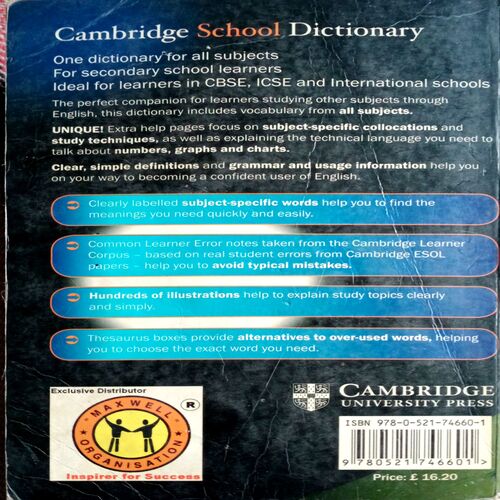 Cambridge School Dictionary
One dictionary for all subjects
For secondary school learners
Ideal for learners in CBSE, ICSE and International schools
The perfect companion for learners studying other subjects through
English, this dictionary includes vocabulary from all subjects.
UNIQUE! Extra help pages focus on subject-specific collocations and
study techniques, as well as explaining the technical language you need to
talk about numbers, graphs and charts.
Clear, simple definitions and grammar and usage information help you
on your way to becoming a confident user of English.
Clearly labelled subject-specific words help you to find the
meanings you need quickly and easily.
Common Learner Error notes taken from the Cambridge Learner
Corpus – based on real student errors from Cambridge ESOL
papers – help you to avoid typical mistakes.
Hundreds of illustrations help to explain study topics clearly
and simply.
Thesaurus boxes provide alternatives to over-used words, helping
you to choose the exact word you need.
Exclusive Distributor
MAXWELL
ORGANISATION
®
Inspirer for Success
CAMBRIDGE
UNIVERSITY PRESS
ISBN 978-0-521-74660-1
9 780521 746601 >
Price: £ 16.20